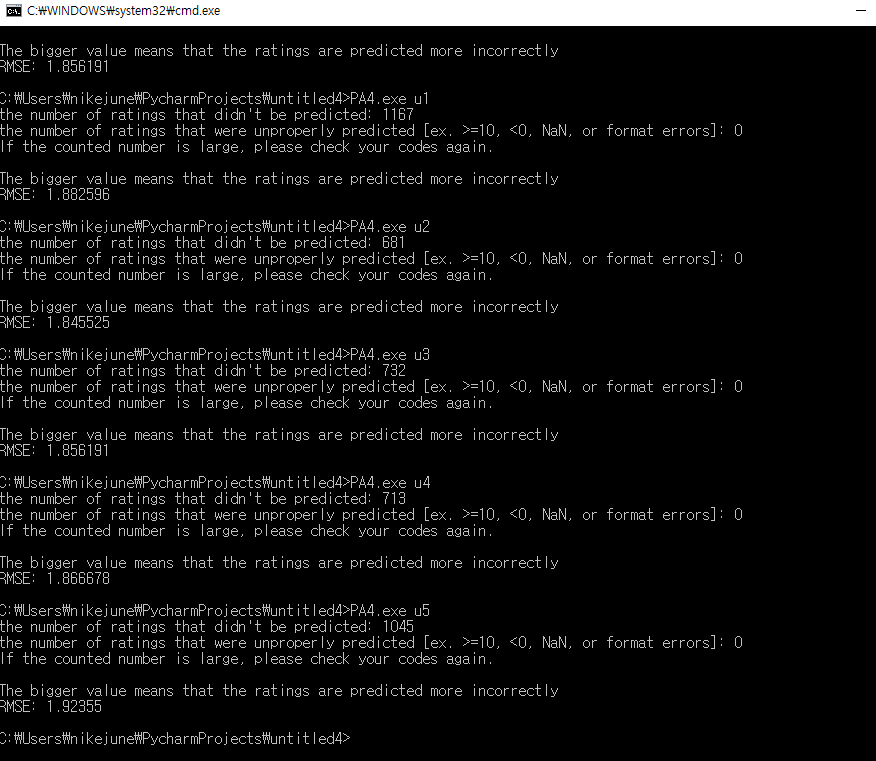 C:₩WINDOWS₩system32₩cmd.exe
The bigger value means that the ratings are predicted more incorrectly
RMSE: 1.856191
C:₩Users₩nikejune₩PycharmProjects₩untitled4>PA4.exe u1
the number of ratings that didn't be predicted: 1167
the number of ratings that were unproperly predicted [ex. >=10, <0, NaN, or format errors]: 0
If the counted number is large, please check your codes again.
The bigger value means that the ratings are predicted more incorrectly
RMSE: 1.882596
C:₩Users₩nikejune₩PycharmProjects₩untitled4>PA4.exe u2
the number of ratings that didn't be predicted: 681
the number of ratings that were unproperly predicted [ex. >=10, <0, NaN, or format errors]: 0
If the counted number is large, please check your codes again.
The bigger value means that the ratings are predicted more incorrectly
RMSE: 1.845525
C:₩Users₩nikejune₩PycharmProjects₩untitled4>PA4.exe u3
the number of ratings that didn't be predicted: 732
the number of ratings that were unproperly predicted [ex. >=10, <0, NaN, or format errors]: 0
If the counted number is large, please check your codes again.
The bigger value means that the ratings are predicted more incorrectly
RMSE: 1.856191
C:₩Users₩nikejune₩PycharmProjects₩untitled4>PA4.exe u4
the number of ratings that didn't be predicted: 713
the number of ratings that were unproperly predicted [ex. >=10, <0, NaN, or format errors]: 0
If the counted number is large, please check your codes again.
The bigger value means that the ratings are predicted more incorrectly
RMSE: 1.866678
C:₩Users₩nikejune₩PycharmProjects₩untitled4>PA4.exe u5
the number of ratings that didn't be predicted: 1045
the number of ratings that were unproperly predicted [ex. >=10, <0, NaN, or format errors]: 0
If the counted number is large, please check your codes again.
The bigger value means that the ratings are predicted more incorrectly
RMSE: 1.92355
C:₩Users₩nikejune₩PycharmProjects₩untitled4>